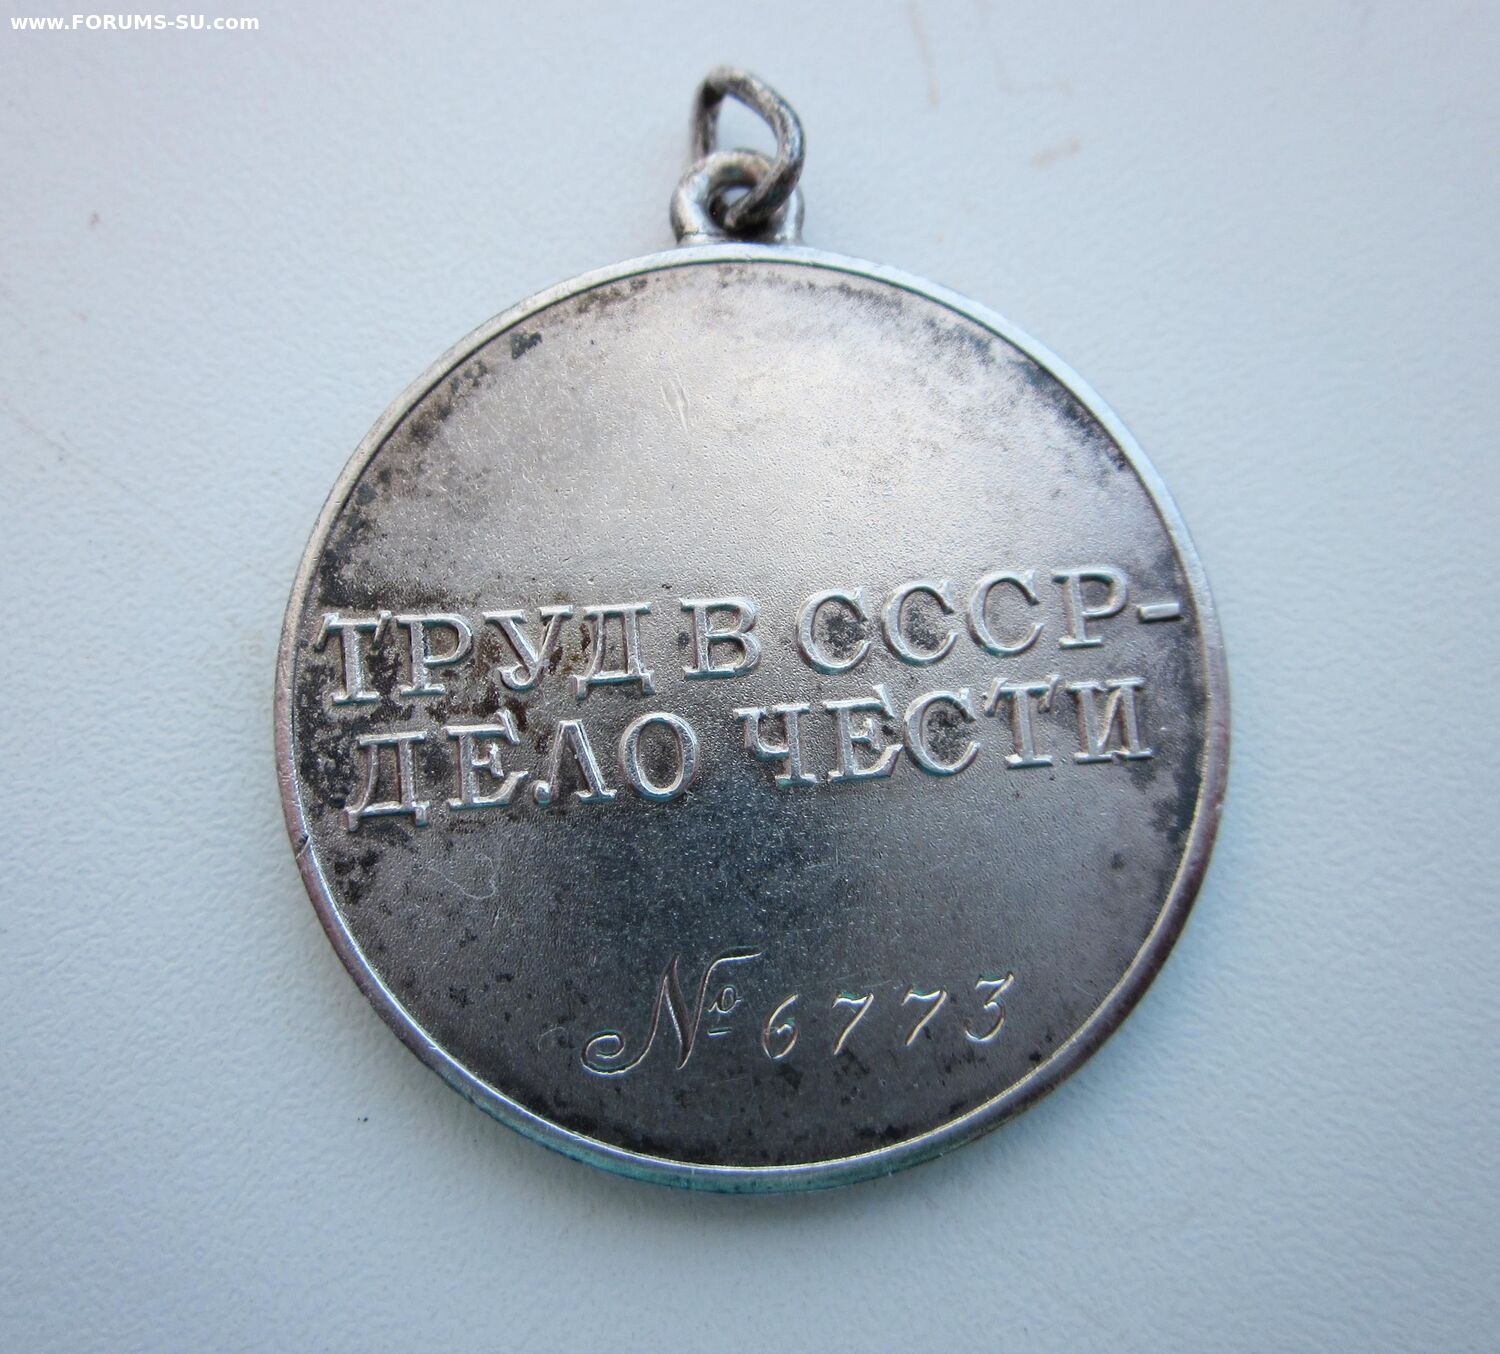 www.FORUMS-SU.com
ТРУД В СССР-
ДЕЛО ЧЕСТИ
№ 6773